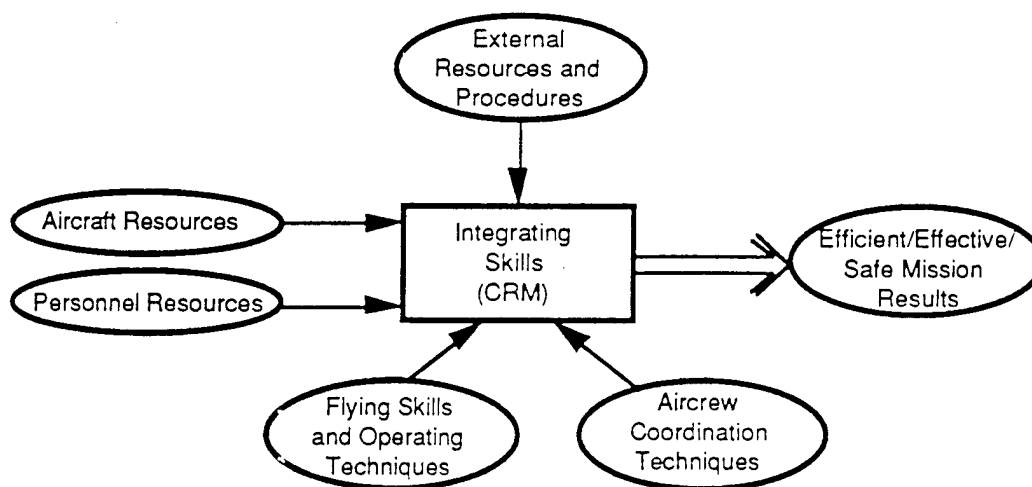 External
Resources and
Procedures
Aircraft Resources
Personnel Resources
Integrating
Skills
(CRM)
Efficient/Effective/
Safe Mission
Results
Flying Skills
and Operating
Techniques
Aircrew
Coordination
Techniques